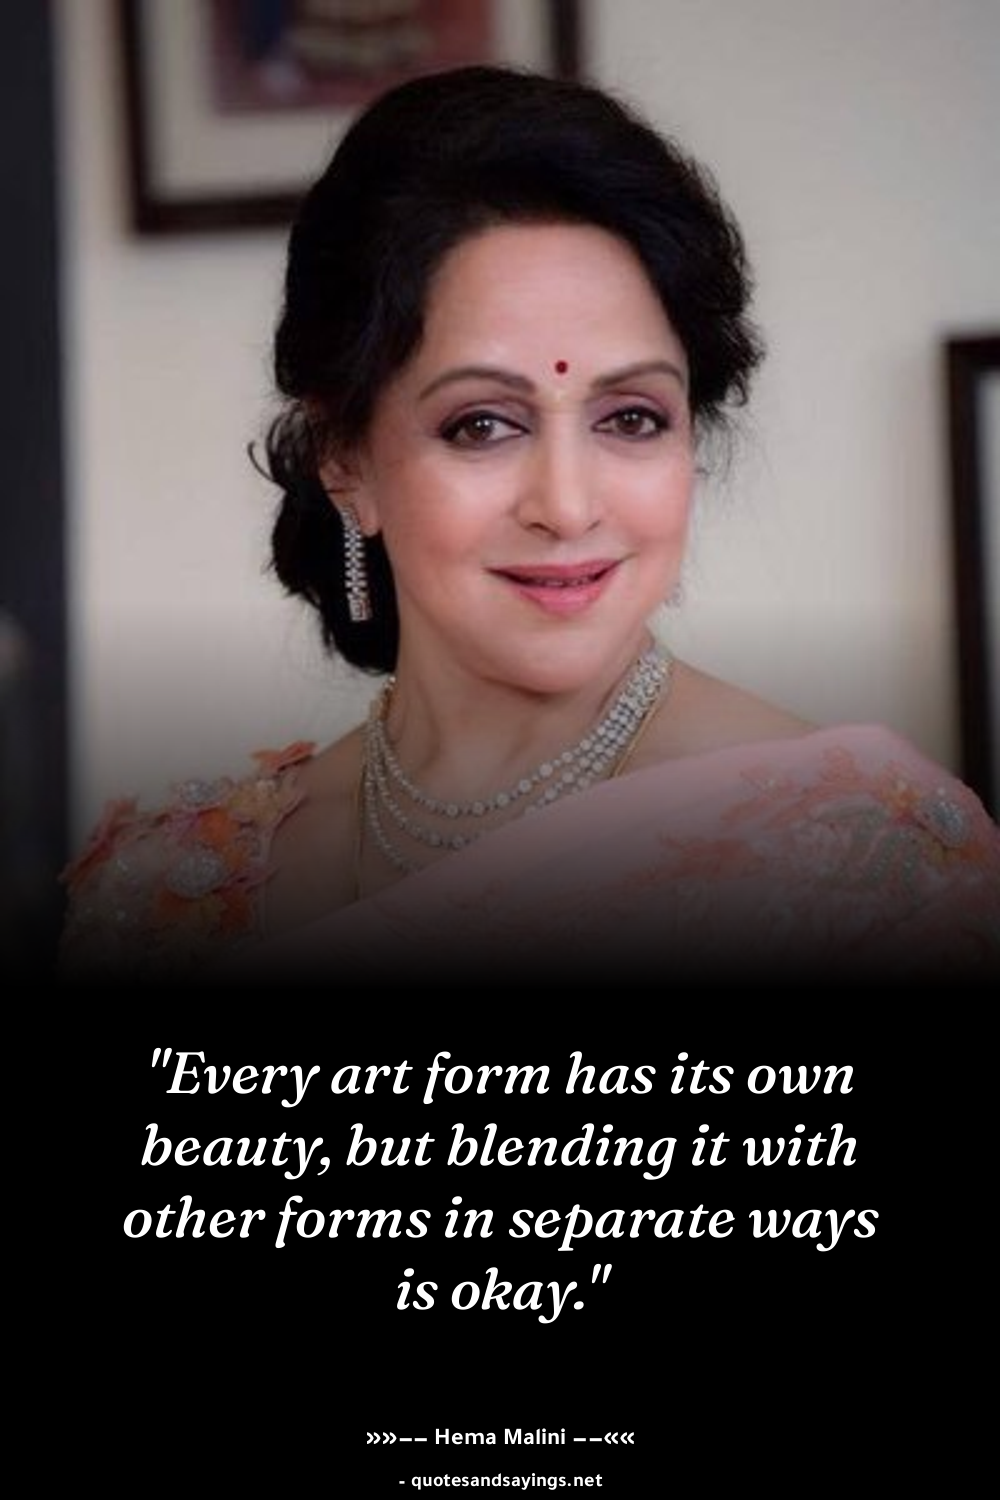 "Every art form has its own
beauty, but blending it with
other forms in separate ways
is okay."
»»–– Hema Malini ––««
- quotesandsayings.net